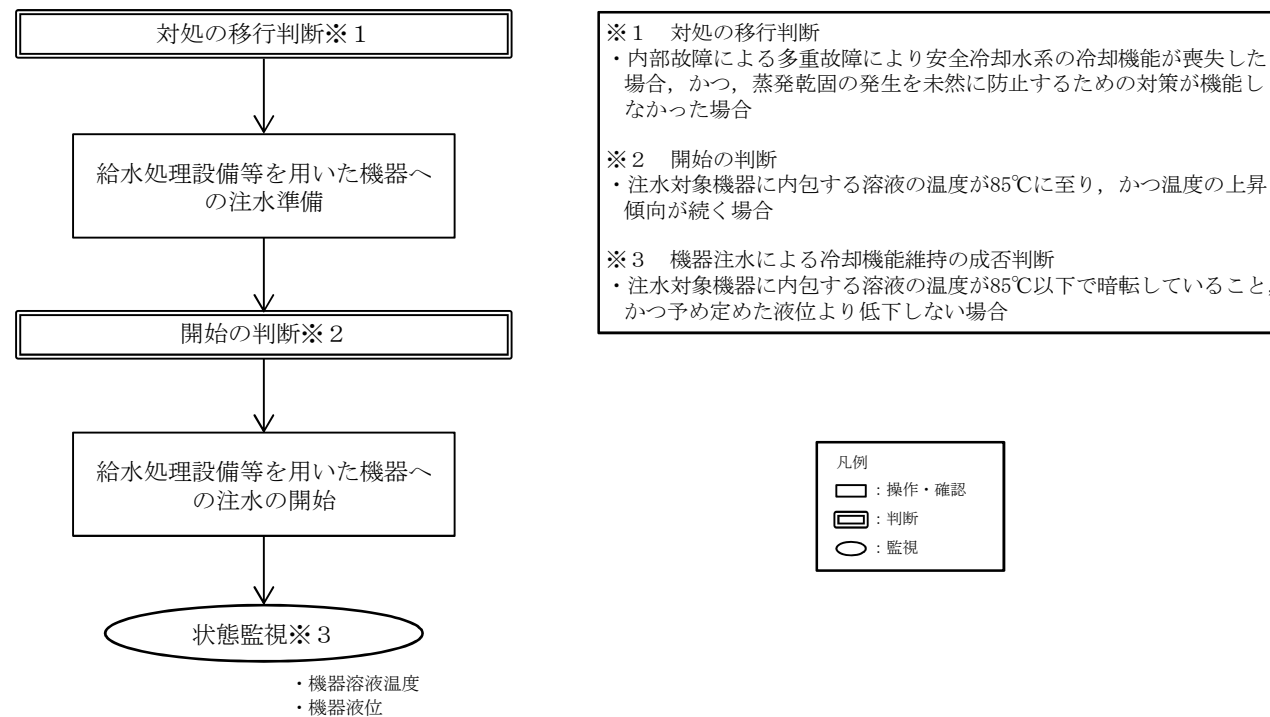 対処の移行判断※１
給水処理設備等を用いた機器へ
の注水準備
開始の判断※２
給水処理設備等を用いた機器へ
の注水の開始
状態監視※３
・機器溶液温度
・機器液位
※１　対処の移行判断
・内部故障による多重故障により安全冷却水系の冷却機能が喪失した
場合，かつ，蒸発乾固の発生を未然に防止するための対策が機能し
なかった場合
※２　開始の判断
・注水対象機器に内包する溶液の温度が85℃に至り，かつ温度の上昇
傾向が続く場合
※３　機器注水による冷却機能維持の成否判断
・注水対象機器に内包する溶液の温度が85℃以下で暗転していること，
かつ予め定めた液位より低下しない場合
凡例
：操作・確認
：判断
：監視